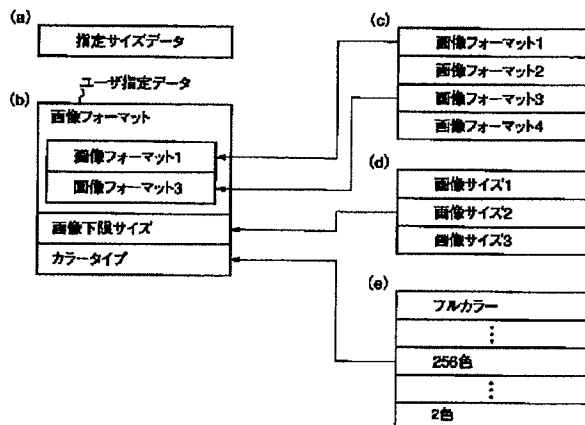 (a)
指定サイズデータ
(b)
ユーザ指定データ
画像フォーマット
画像フォーマット1
画像フォーマット3
画像下限サイズ
カラータイプ
(c)
画像フォーマット1
画像フォーマット2
画像フォーマット3
画像フォーマット4
(d)
画像サイズ1
画像サイズ2
画像サイズ3
(e)
フルカラー
256色
2色